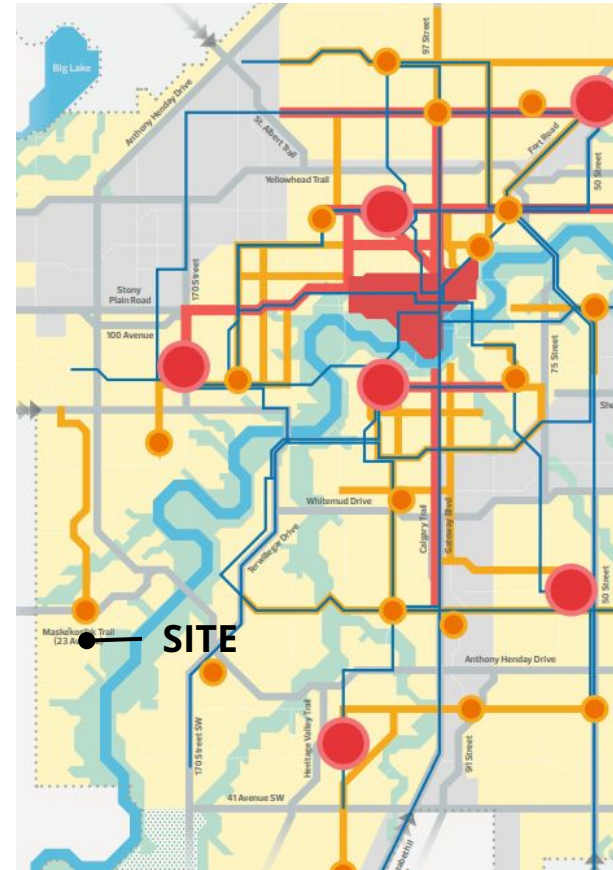 97 Street
Big Lake
Anthony Henday Drive
St. Albert Trail
Fort Road
50 Street
Yellowhead Trail
170 Street
Stony
Plain Road
100 Avenue
75 Street
Whitemud Drive
Calgary Trail
Gateway Blvd
Terwillegar Drive
50 Street
Maskekosihk Trail
SITE
Anthony Henday Drive
170 Street SW
Heritage Valley Trail
91 Street
41 Avenue SW